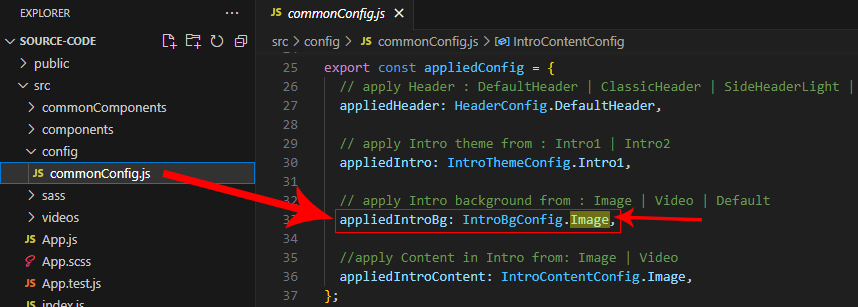 EXPLORER
SOURCE-CODE
public
src
commonComponents
components
config
JS commonConfig.js
sass
videos
JS App.js
App.scss
JS App.test.js
JS index.js
JS commonConfig.js
src > config > JS commonConfig.js > IntroContentConfig
25 export const appliedConfig = {
26 // apply Header : DefaultHeader | ClassicHeader | SideHeaderLight |
27 appliedHeader: HeaderConfig.DefaultHeader,
28
29 // apply Intro theme from : Intro1 | Intro2
30 appliedIntro: IntroThemeConfig.Intro1,
31
32 // apply Intro background from : Image | Video | Default
33 appliedIntroBg: IntroBgConfig.Image,
34
35 //apply Content in Intro from: Image | Video
36 appliedIntroContent: IntroContentConfig.Image,
37 };